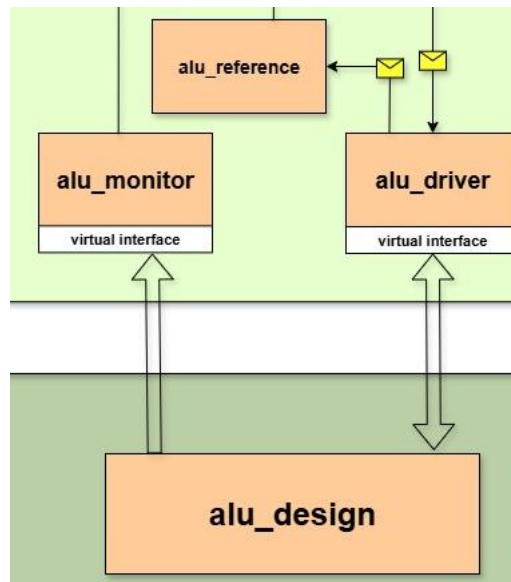 alu_reference
alu_monitor
alu_driver
virtual interface
virtual interface
alu_design